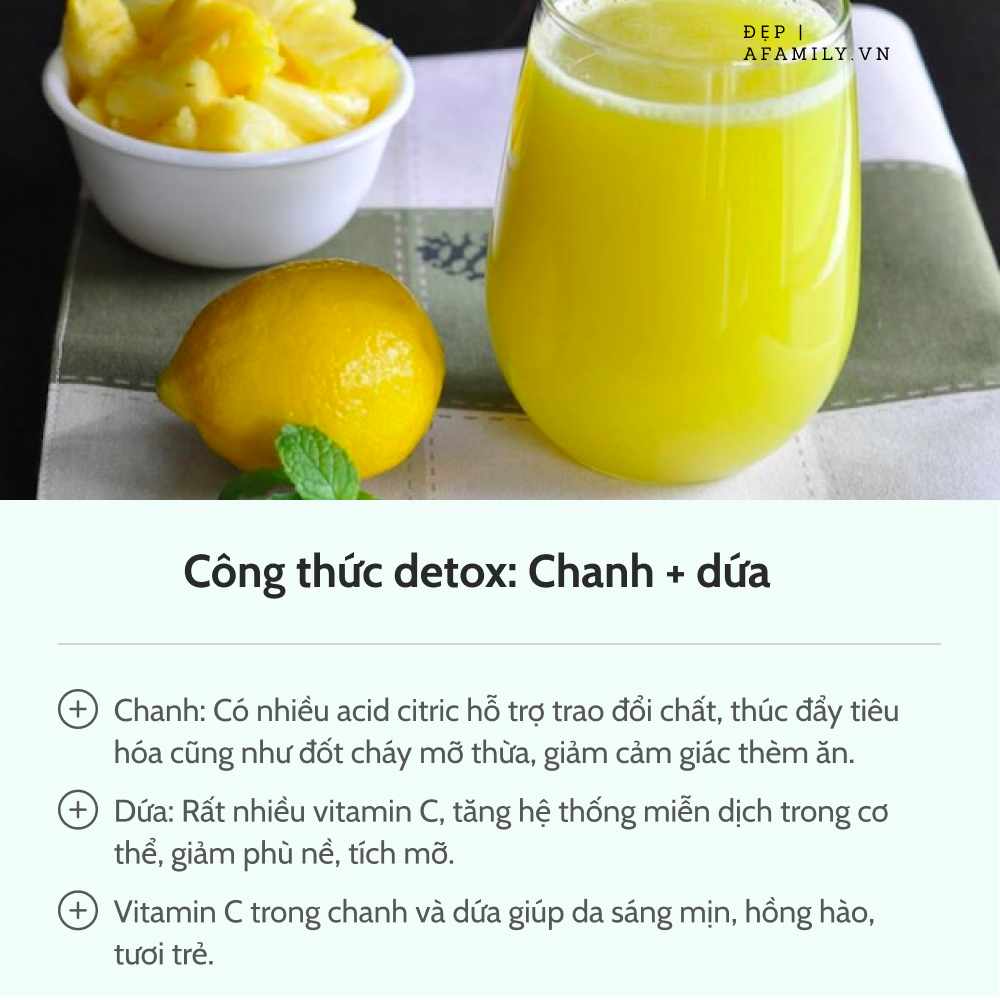 ĐẸP |
AFAMILY.VN
Công thức detox: Chanh + dứa
Chanh: Có nhiều acid citric hỗ trợ trao đổi chất, thúc đẩy tiêu
hóa cũng như đốt cháy mỡ thừa, giảm cảm giác thèm ăn.
Dứa: Rất nhiều vitamin C, tăng hệ thống miễn dịch trong cơ
thể, giảm phù nề, tích mỡ.
Vitamin C trong chanh và dứa giúp da sáng mịn, hồng hào,
tươi trẻ.